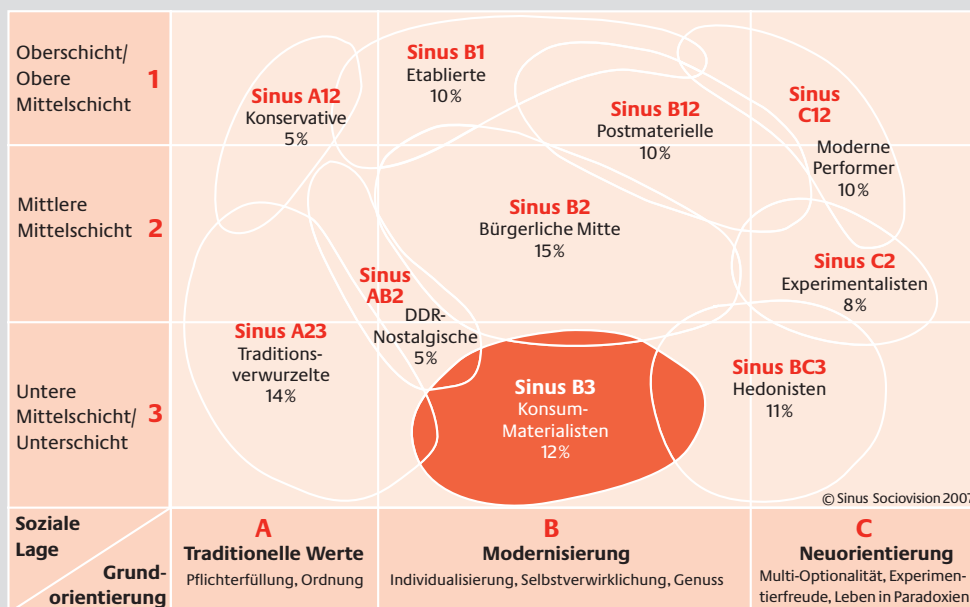 Oberschicht/
Obere
Mittelschicht
1
Mittlere
Mittelschicht
2
Untere
Mittelschicht/
Unterschicht
3
Sinus A12
Konservative
5%
Sinus B1
Etablierte
10%
Sinus B12
Postmaterielle
10%
Sinus
C12
Moderne
Performer
10%
Sinus B2
Bürgerliche Mitte
15%
Sinus
AB2
DDR-
Nostalgische
5%
Sinus C2
Experimentalisten
8%
Sinus A23
Traditions-
verwurzelte
14%
Sinus B3
Konsum-
Materialisten
12%
Sinus BC3
Hedonisten
11%
© Sinus Sociovision 2007
Soziale
Lage
Grund-
orientierung
A
Traditionelle Werte
Pflichterfüllung, Ordnung
B
Modernisierung
Individualisierung, Selbstverwirklichung, Genuss
C
Neuorientierung
Multi-Optionalität, Experimen-
tierfreude, Leben in Paradoxien